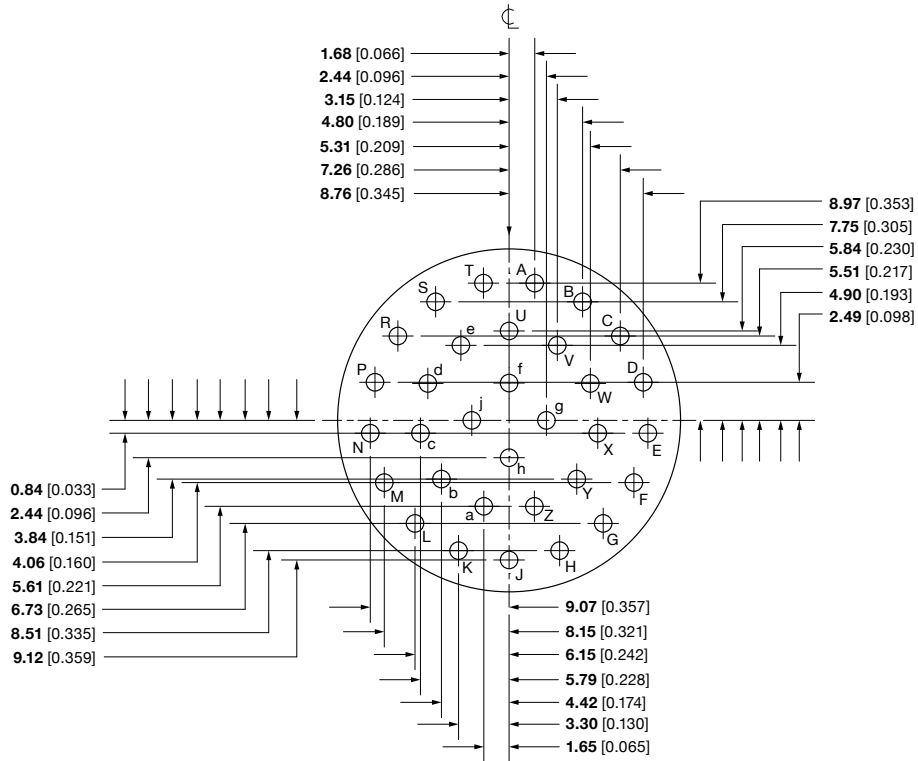 ℄
1.68 [0.066]
2.44 [0.096]
3.15 [0.124]
4.80 [0.189]
5.31 [0.209]
7.26 [0.286]
8.76 [0.345]
8.97 [0.353]
7.75 [0.305]
5.84 [0.230]
5.51 [0.217]
4.90 [0.193]
2.49 [0.098]
T A
S B
U
R e C
V
P d f D
W
j g
N c X E
h
M b Y F
a Z
L G
K J H
0.84 [0.033]
2.44 [0.096]
3.84 [0.151]
4.06 [0.160]
5.61 [0.221]
6.73 [0.265]
8.51 [0.335]
9.12 [0.359]
9.07 [0.357]
8.15 [0.321]
6.15 [0.242]
5.79 [0.228]
4.42 [0.174]
3.30 [0.130]
1.65 [0.065]